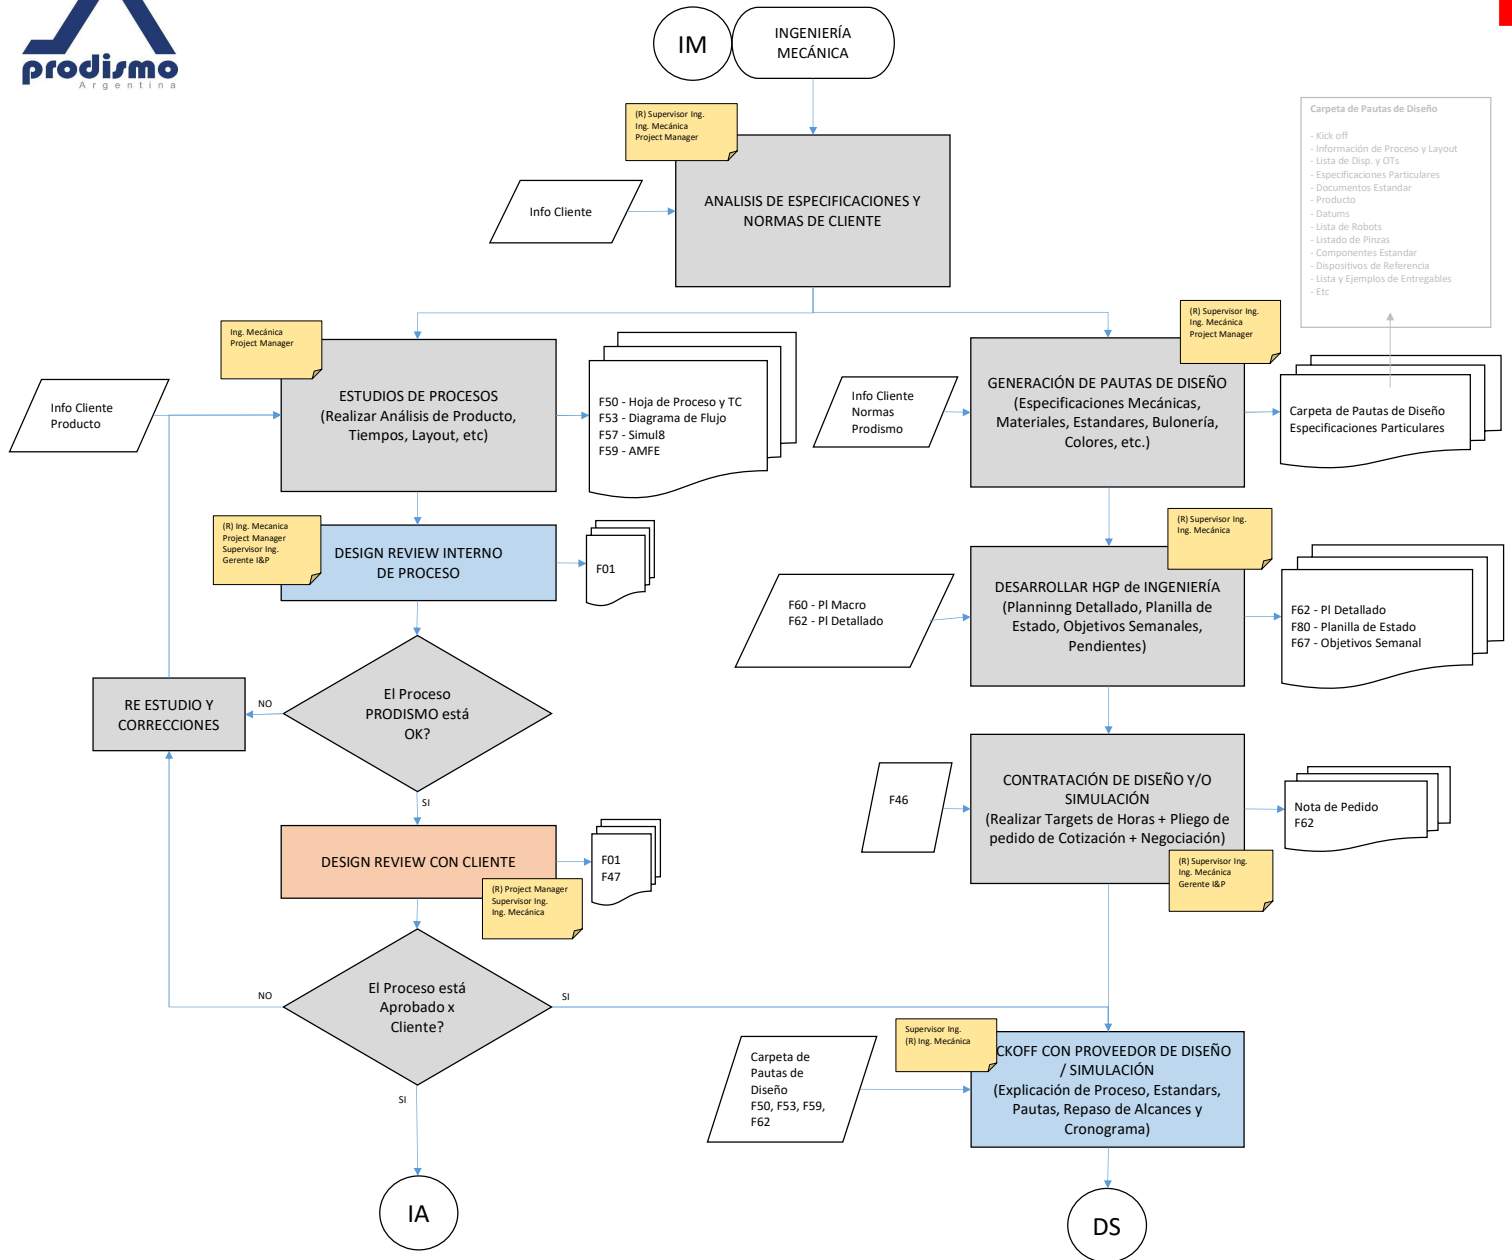 prodismo
Argentina
IM
INGENIERÍA
MECÁNICA
(R) Supervisor Ing.
Ing. Mecánica
Project Manager
ANALISIS DE ESPECIFICACIONES Y
NORMAS DE CLIENTE
Info Cliente
Carpeta de Pautas de Diseño
- Kick off
- Información de Proceso y Layout
- Lista de Disp. y OTs
- Especificaciones Particulares
- Documentos Estandar
- Producto
- Datums
- Lista de Robots
- Listado de Pinzas
- Componentes Estandar
- Dispositivos de Referencia
- Lista y Ejemplos de Entregables
- Etc
Ing. Mecánica
Project Manager
ESTUDIOS DE PROCESOS
(Realizar Análisis de Producto,
Tiempos, Layout, etc)
Info Cliente
Producto
F50 - Hoja de Proceso y TC
F53 - Diagrama de Flujo
F57 - Simul8
F59 - AMFE
(R) Supervisor Ing.
Ing. Mecánica
Project Manager
GENERACIÓN DE PAUTAS DE DISEÑO
(Especificaciones Mecánicas,
Materiales, Estandares, Bulonería,
Colores, etc.)
Info Cliente
Normas
Prodismo
Carpeta de Pautas de Diseño
Especificaciones Particulares
(R) Ing. Mecanica
Project Manager
Supervisor Ing.
Gerente I&P
DESIGN REVIEW INTERNO
DE PROCESO
F01
(R) Supervisor Ing.
Ing. Mecánica
DESARROLLAR HGP de INGENIERÍA
(Planninng Detallado, Planilla de
Estado, Objetivos Semanales,
Pendientes)
F60 - Pl Macro
F62 - Pl Detallado
F62 - Pl Detallado
F80 - Planilla de Estado
F67 - Objetivos Semanal
El Proceso
PRODISMO está
OK?
NO
RE ESTUDIO Y
CORRECCIONES
SI
CONTRATACIÓN DE DISEÑO Y/O
SIMULACIÓN
(Realizar Targets de Horas + Pliego de
pedido de Cotización + Negociación)
F46
Nota de Pedido
F62
(R) Supervisor Ing.
Ing. Mecánica
Gerente I&P
DESIGN REVIEW CON CLIENTE
F01
F47
(R) Project Manager
Supervisor Ing.
Ing. Mecánica
El Proceso está
Aprobado x
Cliente?
NO
SI
SI
Supervisor Ing.
(R) Ing. Mecánica
CKOFF CON PROVEEDOR DE DISEÑO
/ SIMULACIÓN
(Explicación de Proceso, Estandars,
Pautas, Repaso de Alcances y
Cronograma)
Carpeta de
Pautas de
Diseño
F50, F53, F59,
F62
IA
DS